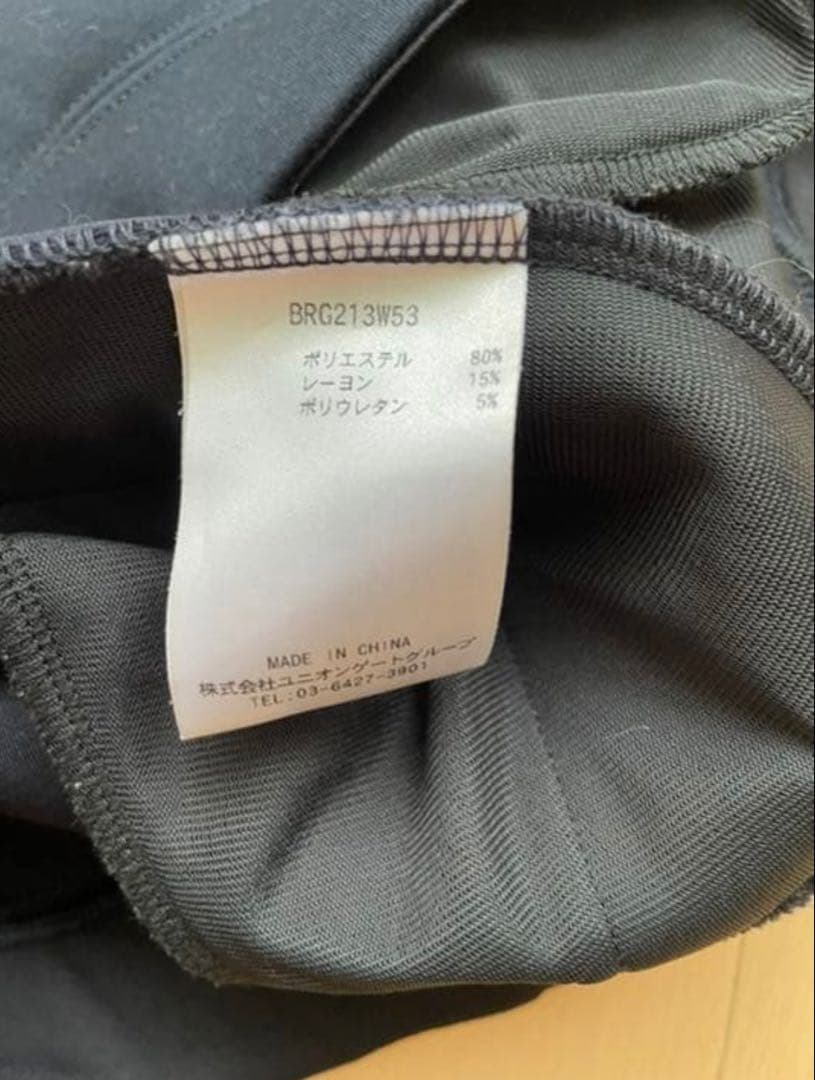 BRG213W53
ポリエステル 80%
レーヨン 15%
ポリウレタン 5%
MADE IN CHINA
株式会社ユニオンゲートグループ
TEL:03-6427-3901